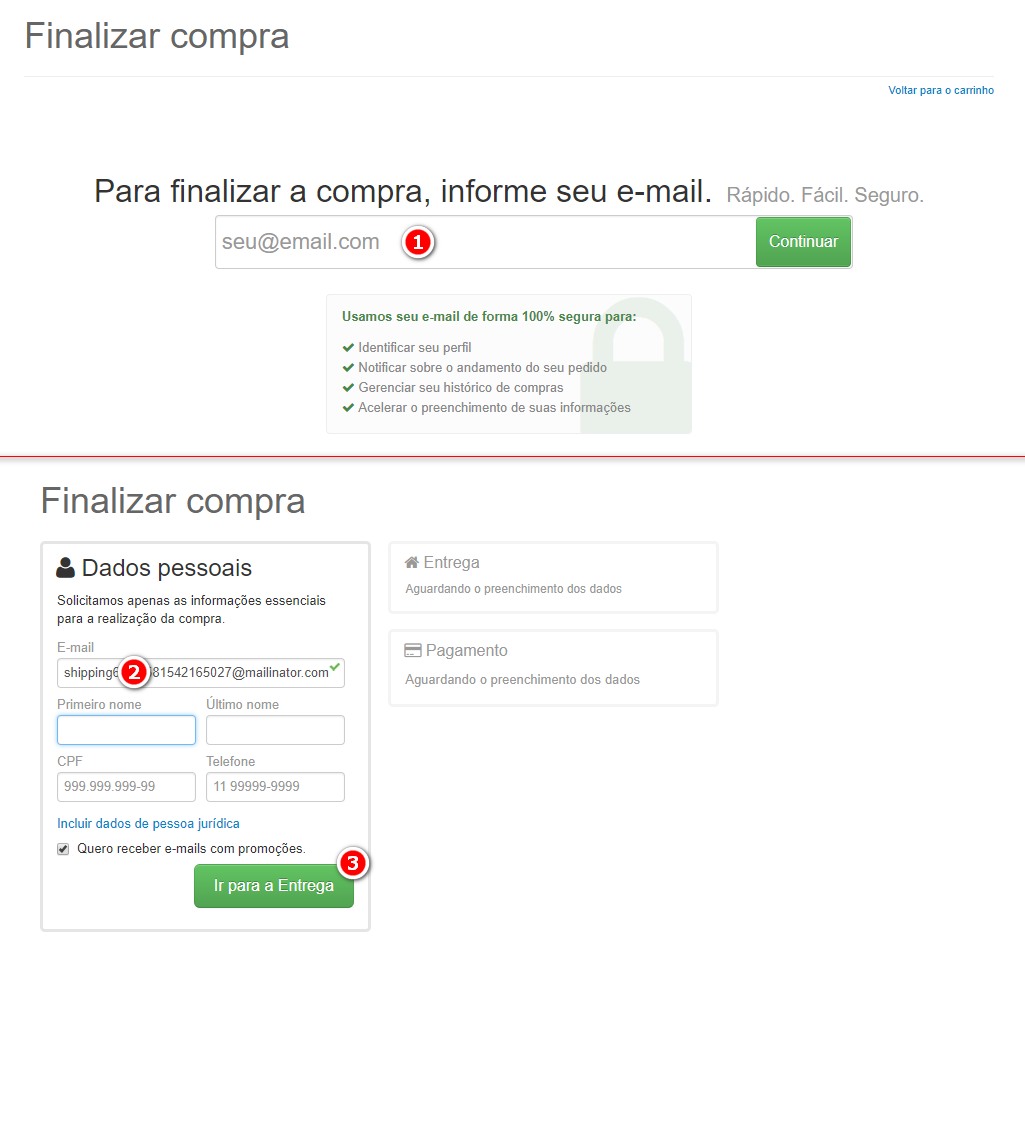 Finalizar compra
Voltar para o carrinho
Para finalizar a compra, informe seu e-mail. Rápido. Fácil. Seguro.
seu@email.com 1 Continuar
Usamos seu e-mail de forma 100% segura para:
Identificar seu perfil
Notificar sobre o andamento do seu pedido
Gerenciar seu histórico de compras
Acelerar o preenchimento de suas informações
Finalizar compra
Dados pessoais
Solicitamos apenas as informações essenciais
para a realização da compra.
E-mail
2
Primeiro nome Último nome
CPF Telefone
999.999.999-99 11 99999-9999
Incluir dados de pessoa jurídica
Quero receber e-mails com promoções.
3
Ir para a Entrega
Entrega
Aguardando o preenchimento dos dados
Pagamento
Aguardando o preenchimento dos dados